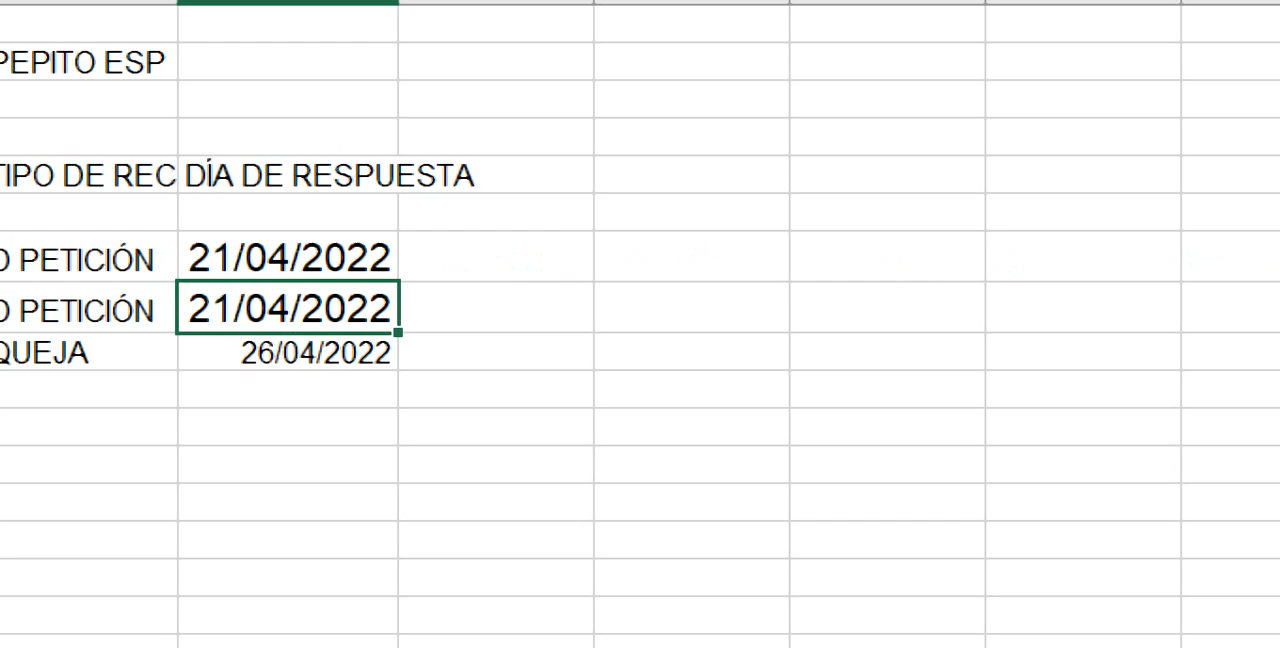 PEPITO ESP
TIPO DE REC DÍA DE RESPUESTA
O PETICIÓN 21/04/2022
O PETICIÓN 21/04/2022
QUEJA 26/04/2022